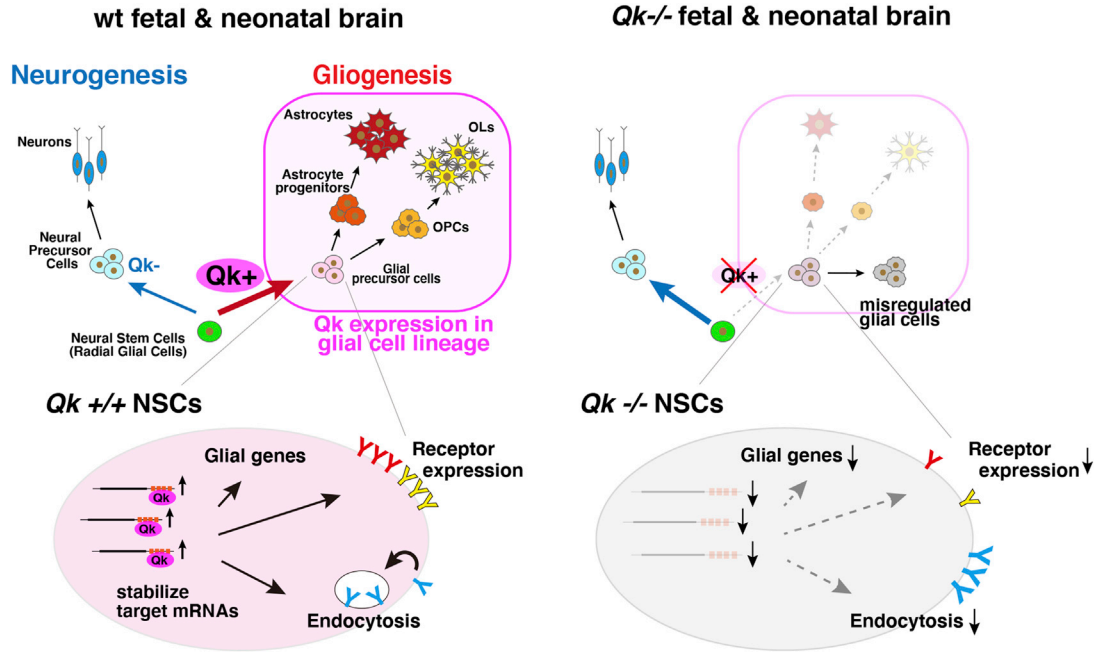 wt fetal & neonatal brain
Neurogenesis
Gliogenesis
Neurons
Astrocytes
OLs
Astrocyte
progenitors
OPCs
Neural
Precursor
Cells
Qk-
Qk+
Glial
precursor cells
Neural Stem Cells
(Radial Glial Cells)
Qk expression in
glial cell lineage
Qk +/+ NSCs
Glial genes
Receptor
expression
Qk
Qk
Qk
stabilize
target mRNAs
Endocytosis
Qk-/- fetal & neonatal brain
Qk+
misregulated
glial cells
Qk -/- NSCs
Glial genes
Receptor
expression
Endocytosis